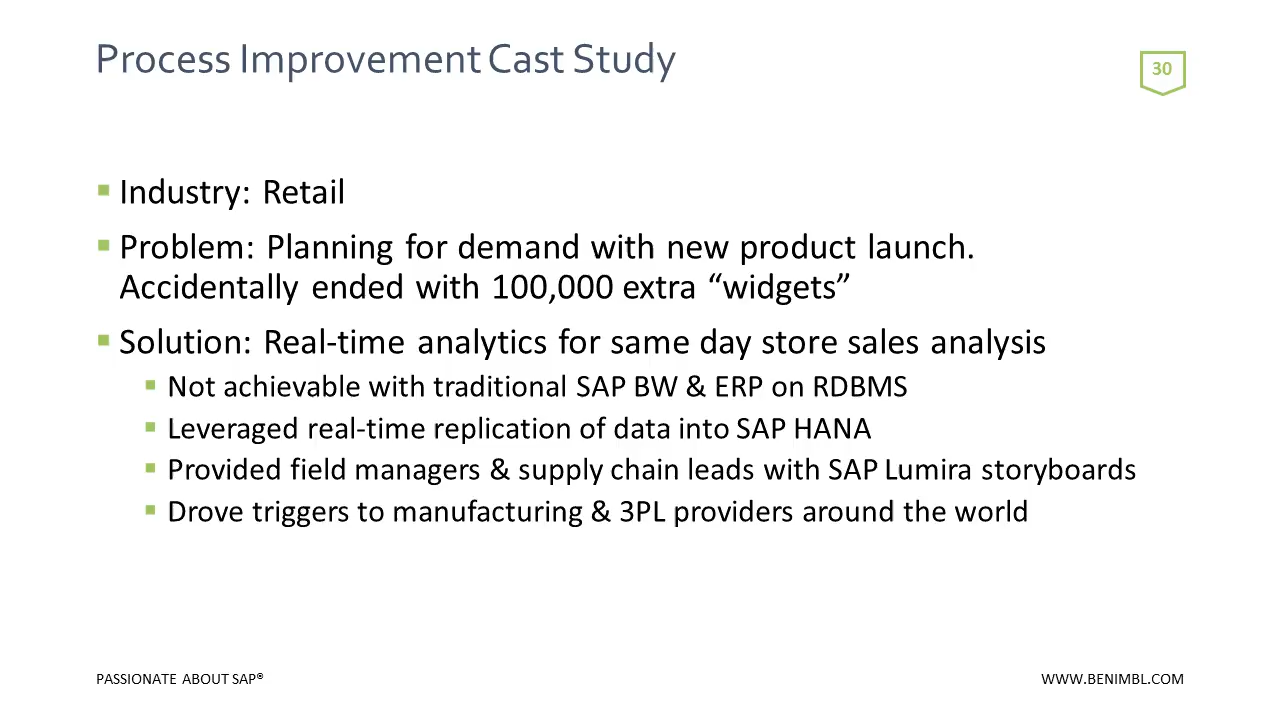 Process Improvement Cast Study
30
Industry: Retail
Problem: Planning for demand with new product launch.
Accidentally ended with 100,000 extra “widgets”
Solution: Real-time analytics for same day store sales analysis
Not achievable with traditional SAP BW & ERP on RDBMS
Leveraged real-time replication of data into SAP HANA
Provided field managers & supply chain leads with SAP Lumira storyboards
Drove triggers to manufacturing & 3PL providers around the world
PASSIONATE ABOUT SAP®
WWW.BENIMBL.COM